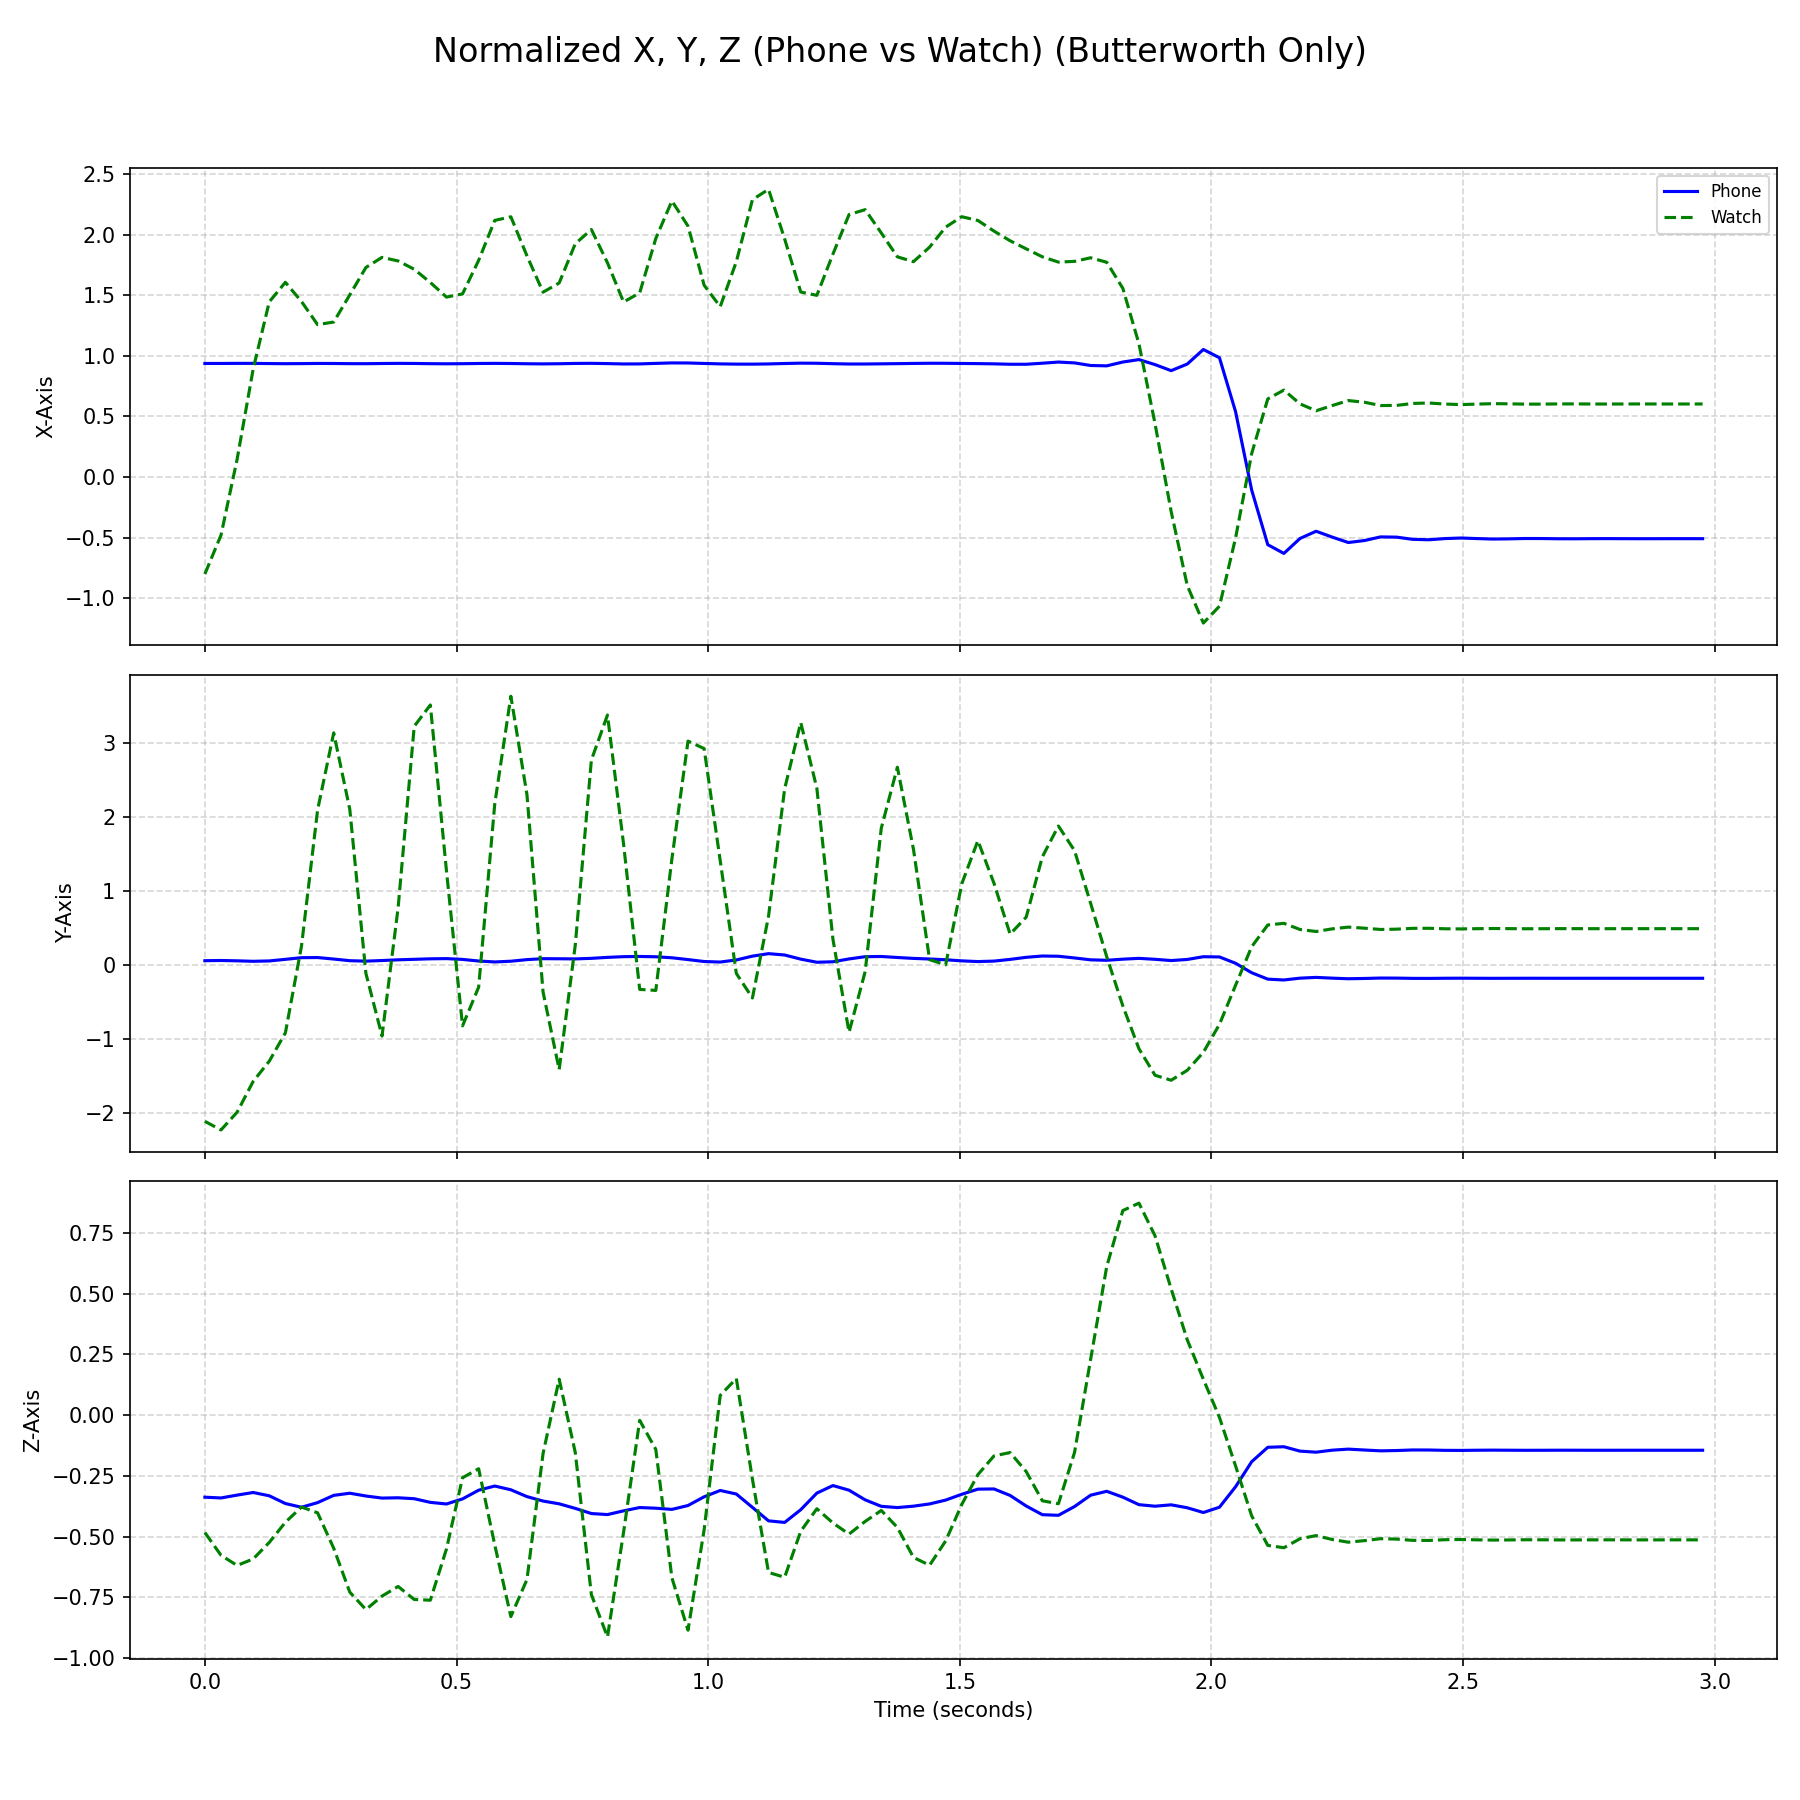 Normalized X, Y, Z (Phone vs Watch) (Butterworth Only)
Phone
Watch
X-Axis
2.5
2.0
1.5
1.0
0.5
0.0
−0.5
−1.0
Y-Axis
3
2
1
0
−1
−2
Z-Axis
0.75
0.50
0.25
0.00
−0.25
−0.50
−0.75
−1.00
0.0 0.5 1.0 1.5 2.0 2.5 3.0
Time (seconds)